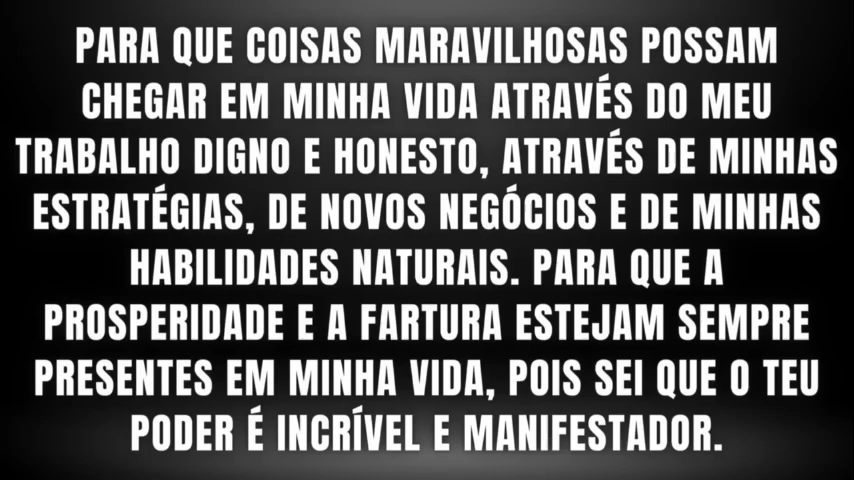 PARA QUE COISAS MARAVILHOSAS POSSAM
CHEGAR EM MINHA VIDA ATRAVÉS DO MEU
TRABALHO DIGNO E HONESTO, ATRAVÉS DE MINHAS
ESTRATÉGIAS, DE NOVOS NEGÓCIOS E DE MINHAS
HABILIDADES NATURAIS. PARA QUE A
PROSPERIDADE E A FARTURA ESTEJAM SEMPRE
PRESENTES EM MINHA VIDA, POIS SEI QUE O TEU
PODER É INCRÍVEL E MANIFESTADOR.